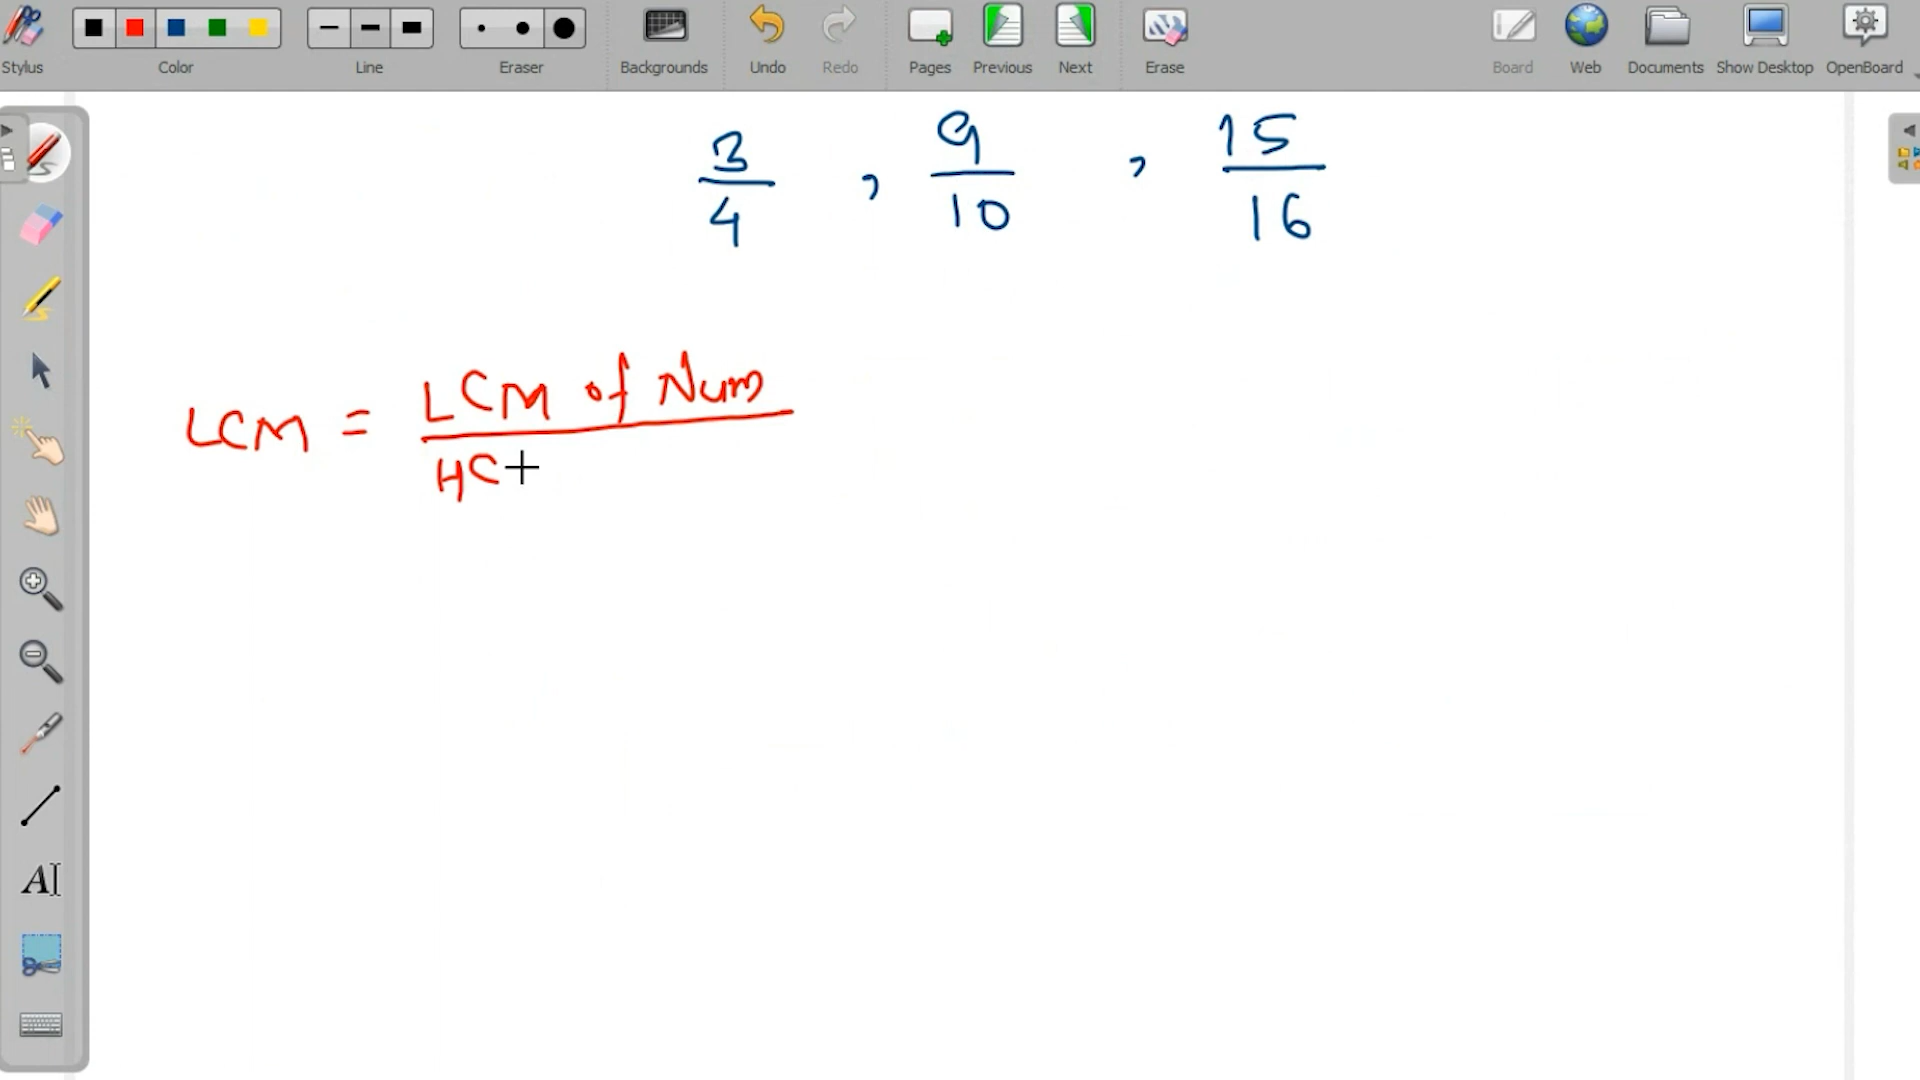 Stylus Color Line Eraser Backgrounds Undo Redo Pages Previous Next Erase Board Web Documents Show Desktop OpenBoard
3/4 , 9/10 , 15/16
LCM = LCM of Num
HC
AI